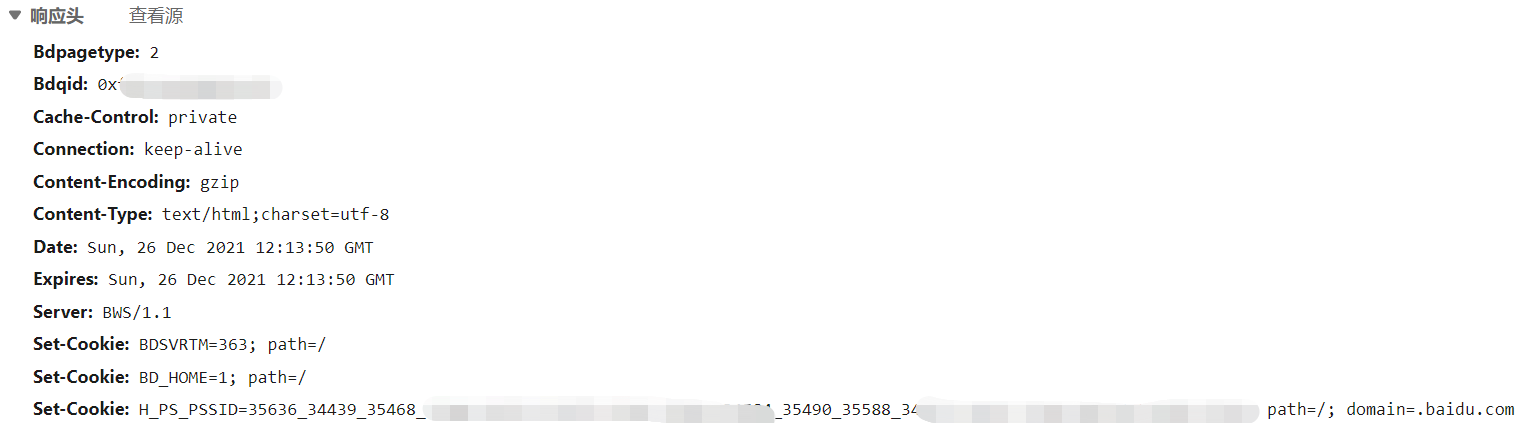 ▼ 响应头 查看源
Bdpagetype: 2
Bdqid: 0x
Cache-Control: private
Connection: keep-alive
Content-Encoding: gzip
Content-Type: text/html;charset=utf-8
Date: Sun, 26 Dec 2021 12:13:50 GMT
Expires: Sun, 26 Dec 2021 12:13:50 GMT
Server: BWS/1.1
Set-Cookie: BDSVRTM=363; path=/
Set-Cookie: BD_HOME=1; path=/
Set-Cookie: H_PS_PSSID=35636_34439_35468_ _35490_35588_34 path=/; domain=.baidu.com